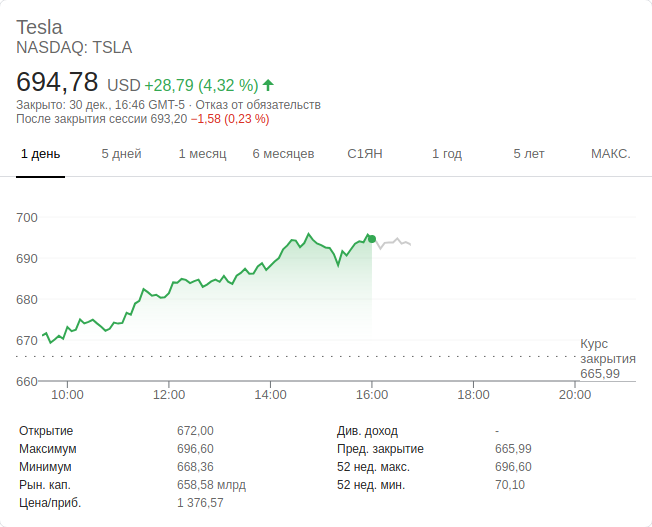 Tesla
NASDAQ: TSLA
694,78 USD +28,79 (4,32 %)
Закрыто: 30 дек., 16:46 GMT-5 · Отказ от обязательств
После закрытия сессии 693,20 −1,58 (0,23 %)
1 день 5 дней 1 месяц 6 месяцев С1ЯН 1 год 5 лет МАКС.
700
690
680
670
660
Курс
закрытия
665,99
10:00 12:00 14:00 16:00 18:00 20:00
Открытие 672,00 Див. доход -
Максимум 696,60 Пред. закрытие 665,99
Минимум 668,36 52 нед. макс. 696,60
Рын. кап. 658,58 млрд 52 нед. мин. 70,10
Цена/приб. 1 376,57